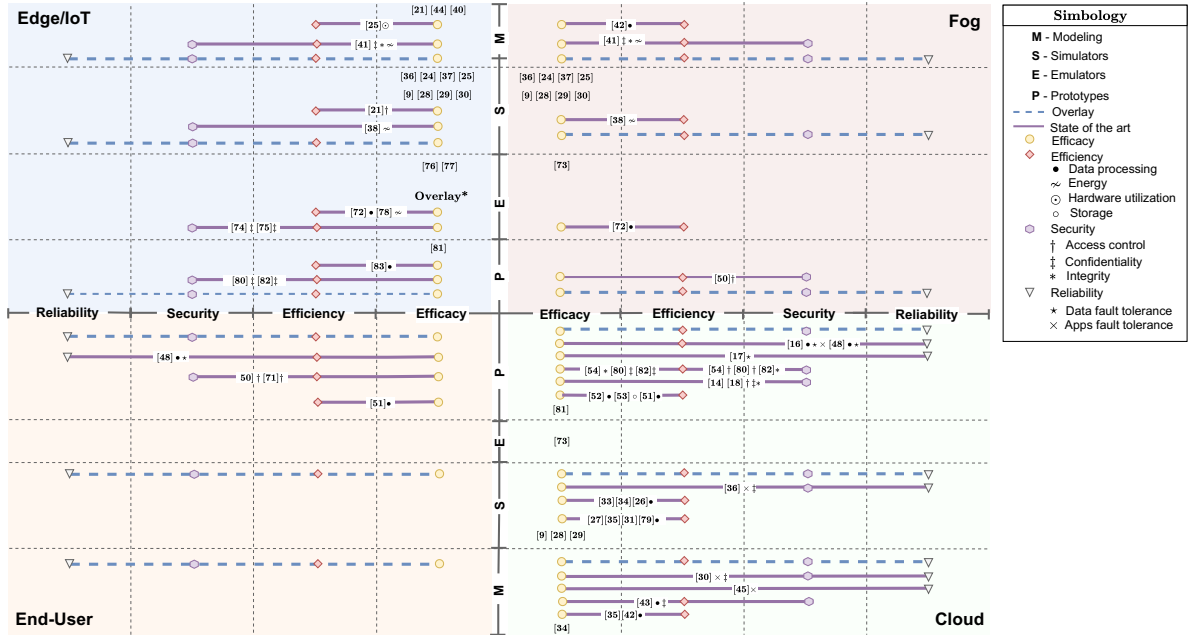 Edge/IoT
[21] [44] [40]
[25]⊙
[41] ‡ * ~
[36] [24] [37] [25]
[9] [28] [29] [30]
[21]†
[38] ~
[76] [77]
Overlay*
[72] • [78] ~
[74] ‡ [75]‡
[81]
[83]•
[80] ‡ [82]‡
Fog
[42]•
[41] ‡ * ~
[36] [24] [37] [25]
[9] [28] [29] [30]
[38] ~
[73]
[72]•
[50]†
M
S
E
P
Reliability Security Efficiency Efficacy
Efficacy Efficiency Security Reliability
[48] • ⋆
50] † [71]†
[51]•
End-User
P
E
S
M
[16] • ⋆ × [48] • ⋆
[17]⋆
[54] * [80] ‡ [82]‡ [54] † [80] † [82]*
[14] [18] † ‡*
[52] • [53] ○ [51]•
[81]
[73]
[36] × ‡
[33][34][26]•
[27][35][31][79]•
[9] [28] [29]
[30] × ‡
[45]×
[43] • ‡
[35][42]•
[34]
Cloud
Simbology
M - Modeling
S - Simulators
E - Emulators
P - Prototypes
Overlay
State of the art
Efficacy
Efficiency
• Data processing
~ Energy
⊙ Hardware utilization
○ Storage
Security
† Access control
‡ Confidentiality
* Integrity
Reliability
⋆ Data fault tolerance
× Apps fault tolerance